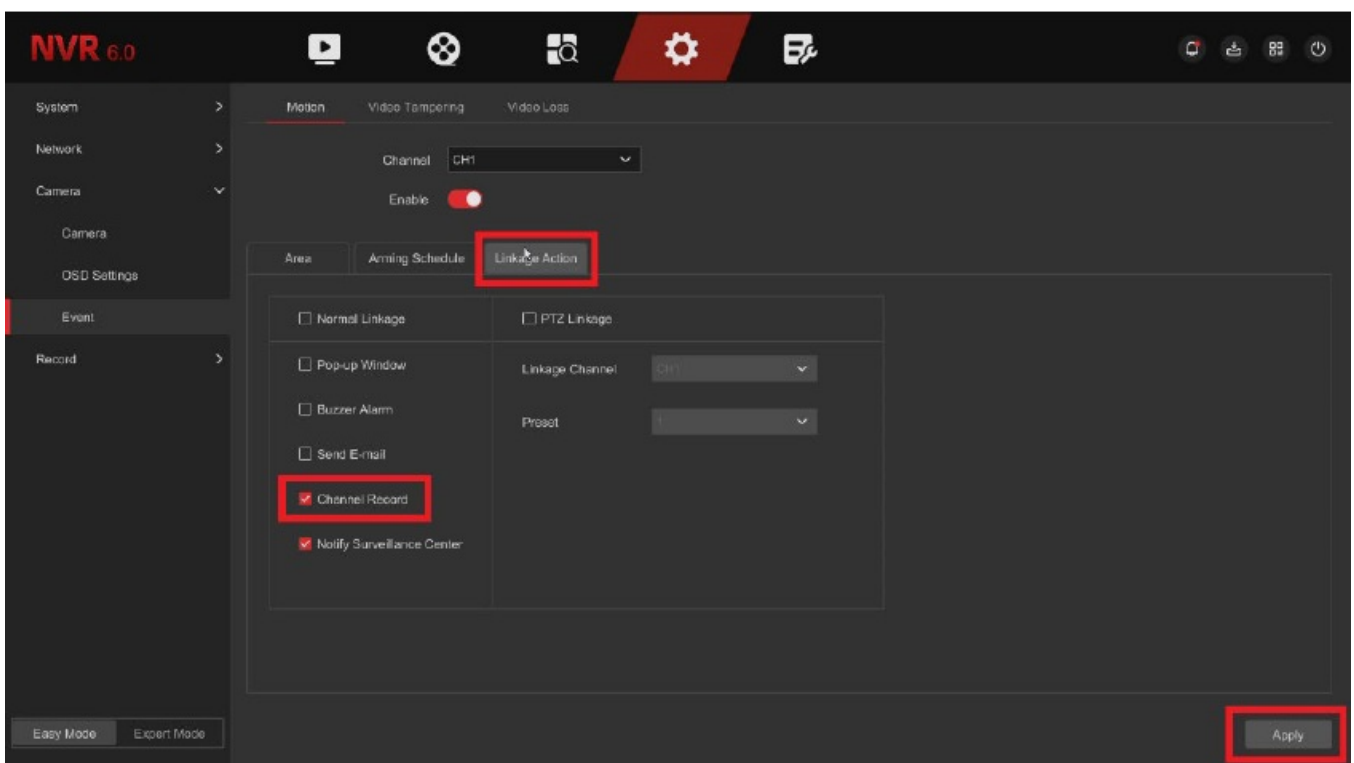 NVR 6.0
System
Network
Camera
Camera
OSD Settings
Event
Record
Easy Mode Expert Mode
Motion Video Tampering Video Loss
Channel CH1
Enable
Area Arming Schedule Linkage Action
Normal Linkage PTZ Linkage
Pop-up Window Linkage Channel CH1
Buzzer Alarm Preset 1
Send E-mail
Channel Record
Notify Surveillance Center
Apply